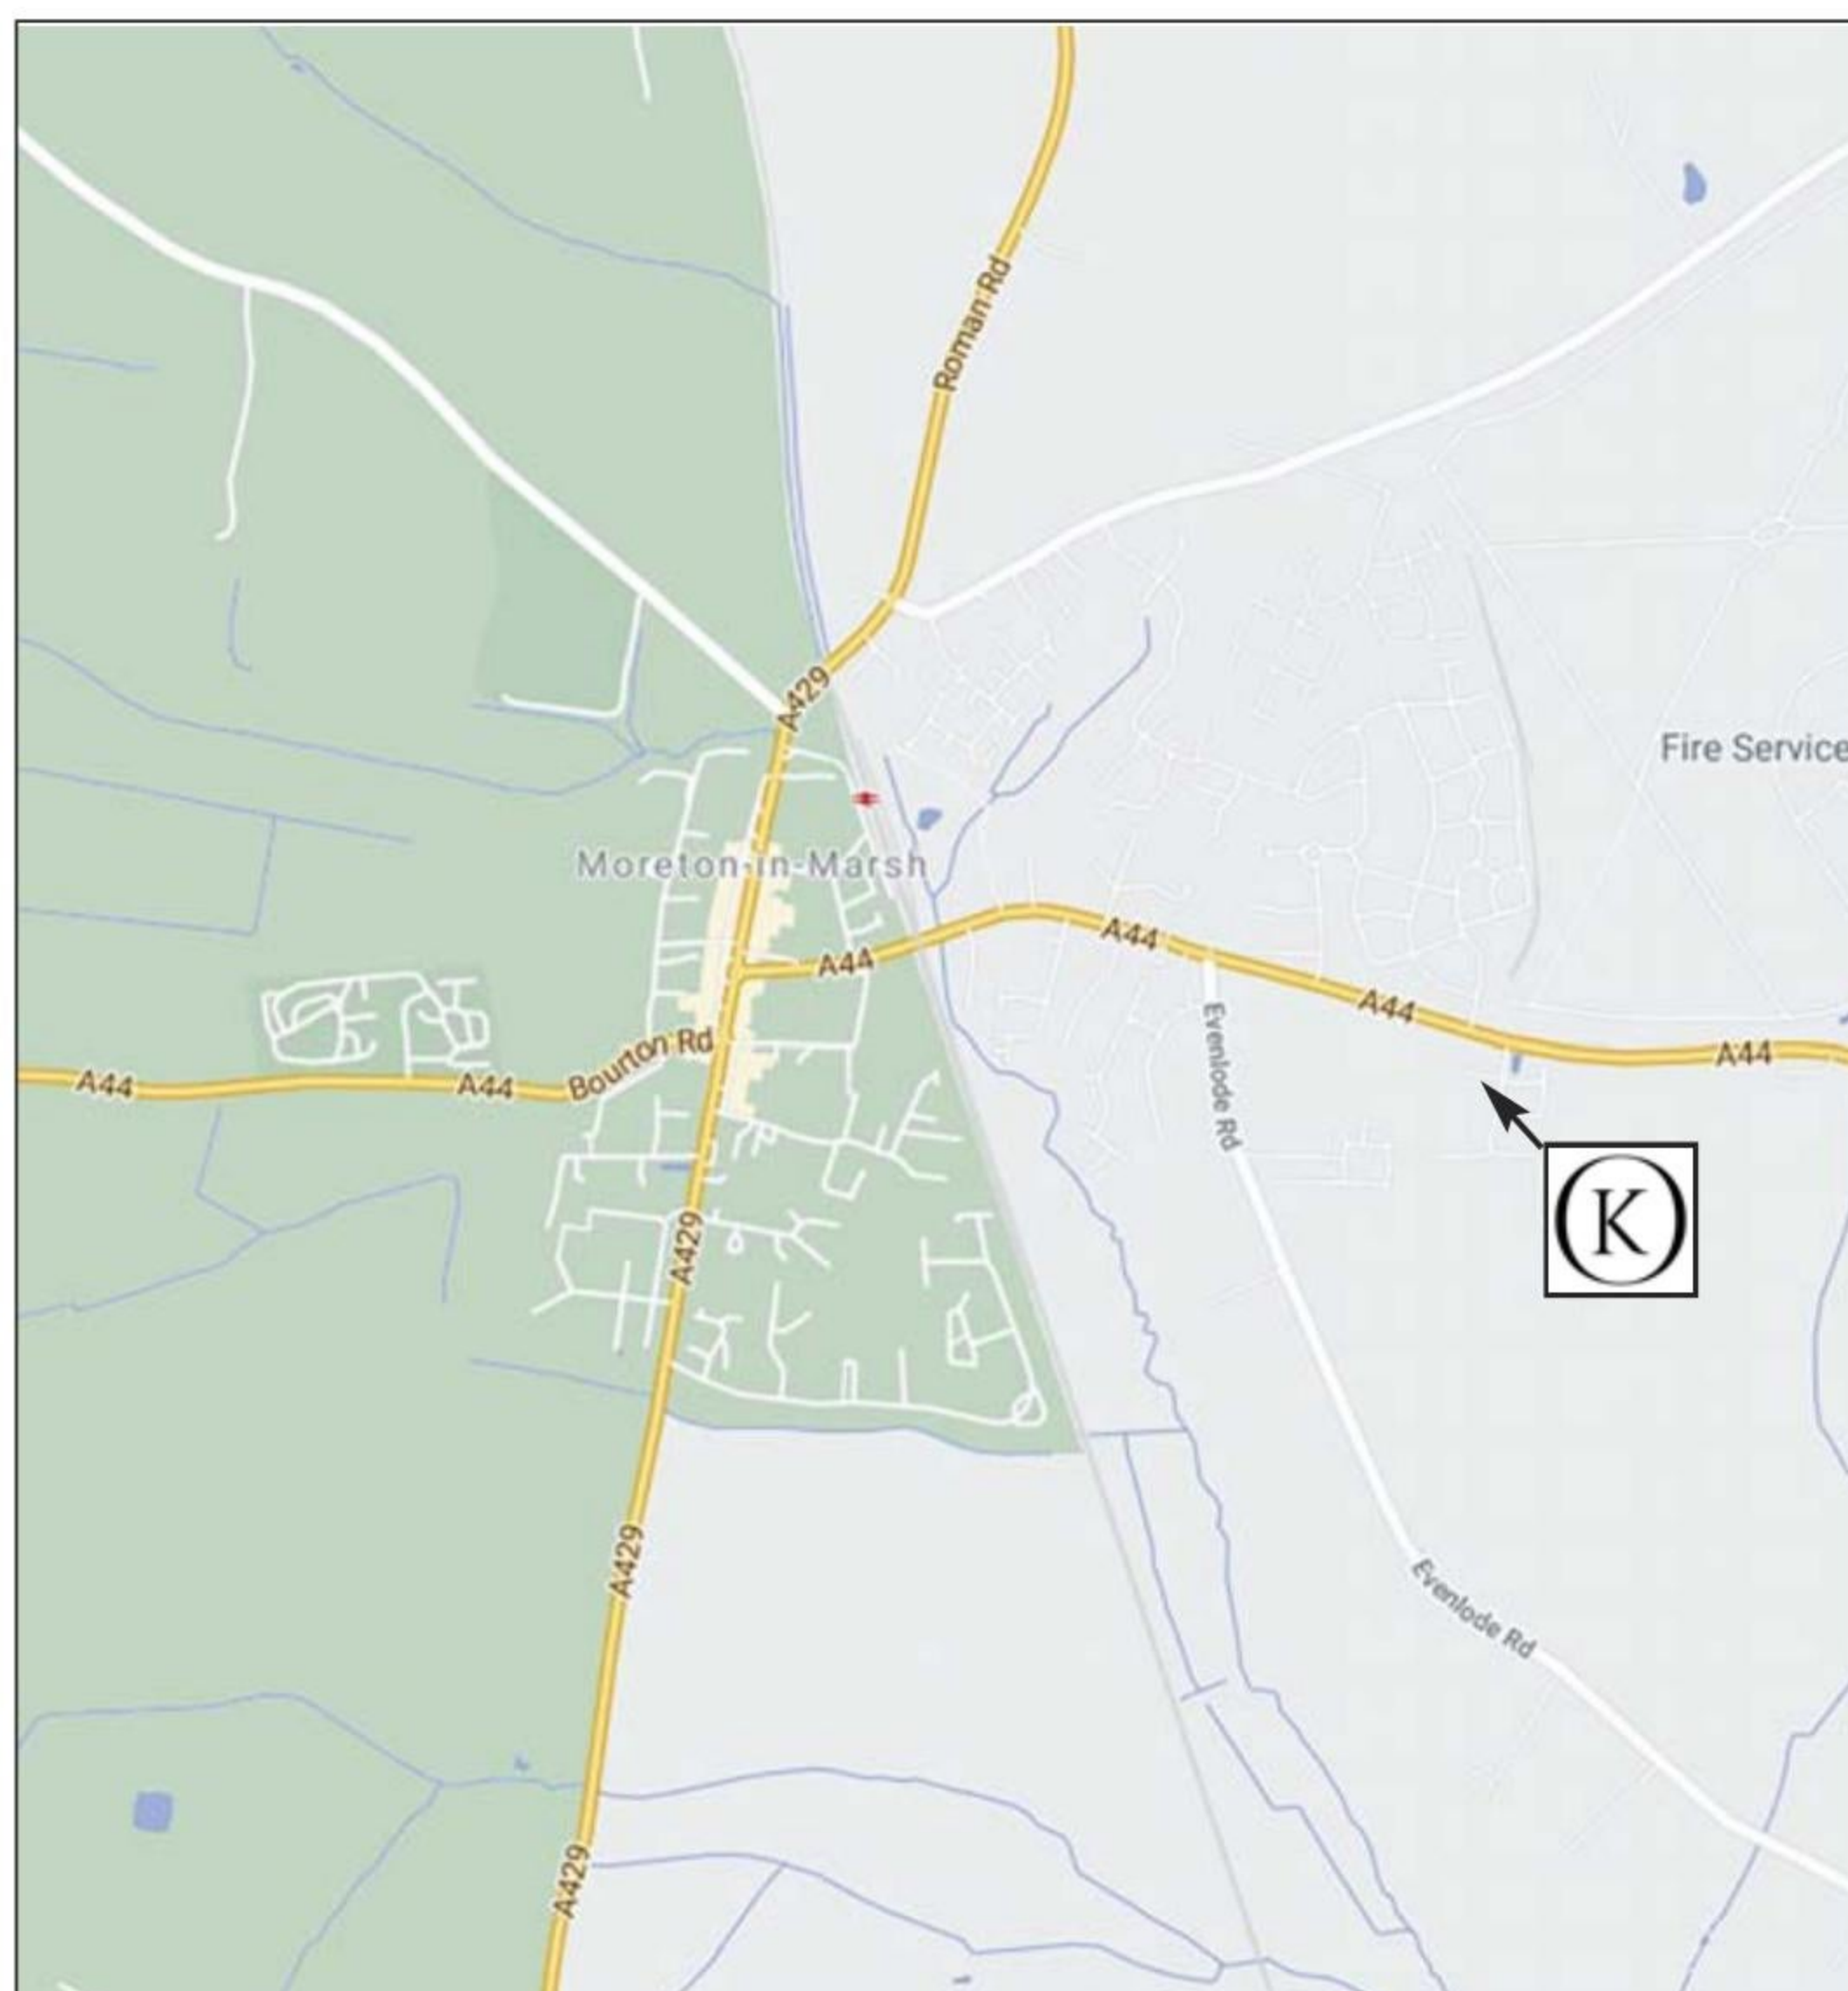 Roman Rd
A429
Fire Service
Moreton-in-Marsh
A44
A44
A44
A44
Bourton Rd
A44
A44
Evenlode Rd
K
A429
A429
Evenlode Rd
A429